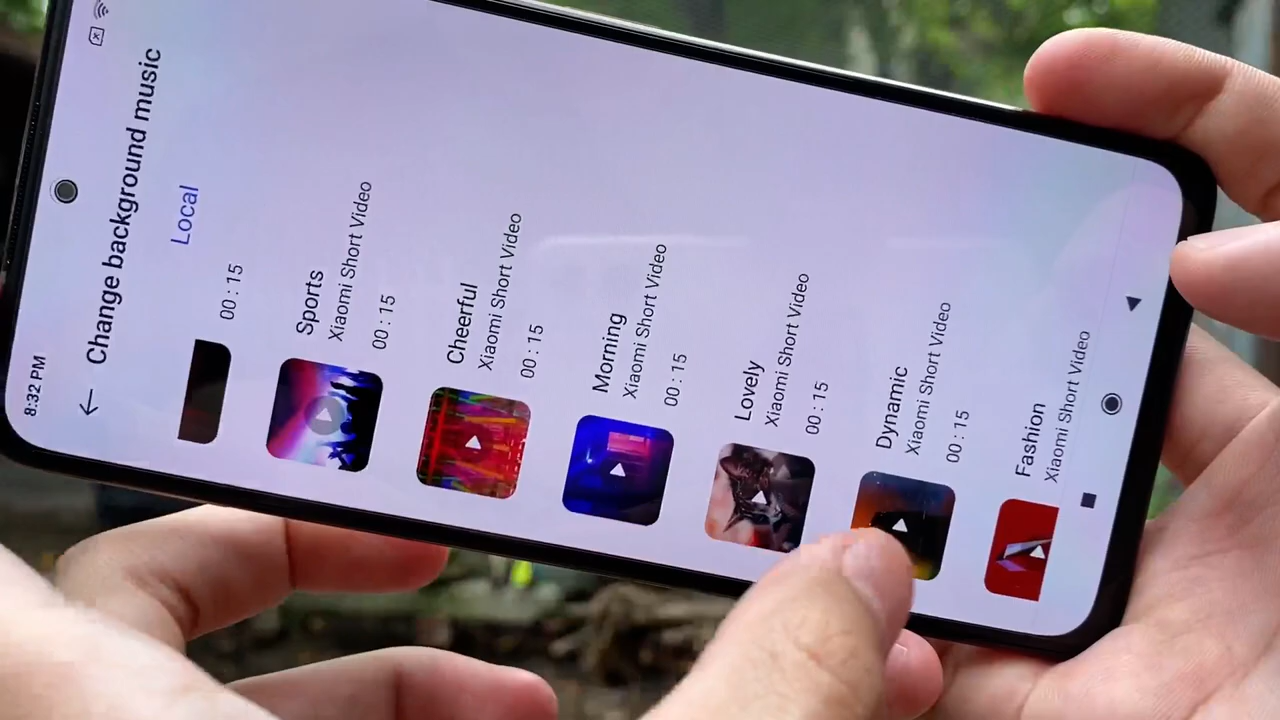 8:32 PM
Change background music
Local
00:15
Sports
Xiaomi Short Video
00:15
Cheerful
Xiaomi Short Video
00:15
Morning
Xiaomi Short Video
00:15
Lovely
Xiaomi Short Video
00:15
Dynamic
Xiaomi Short Video
00:15
Fashion
Xiaomi Short Video